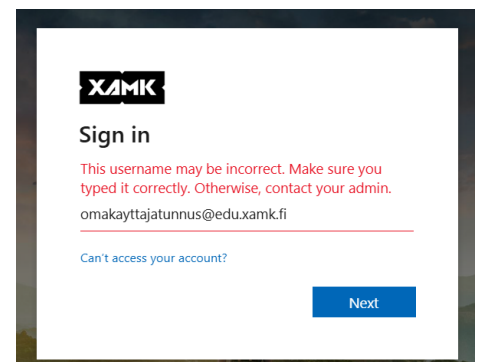 XAMK
Sign in
This username may be incorrect. Make sure you
typed it correctly. Otherwise, contact your admin.
omakayttajatunnus@edu.xamk.fi
Can't access your account?
Next